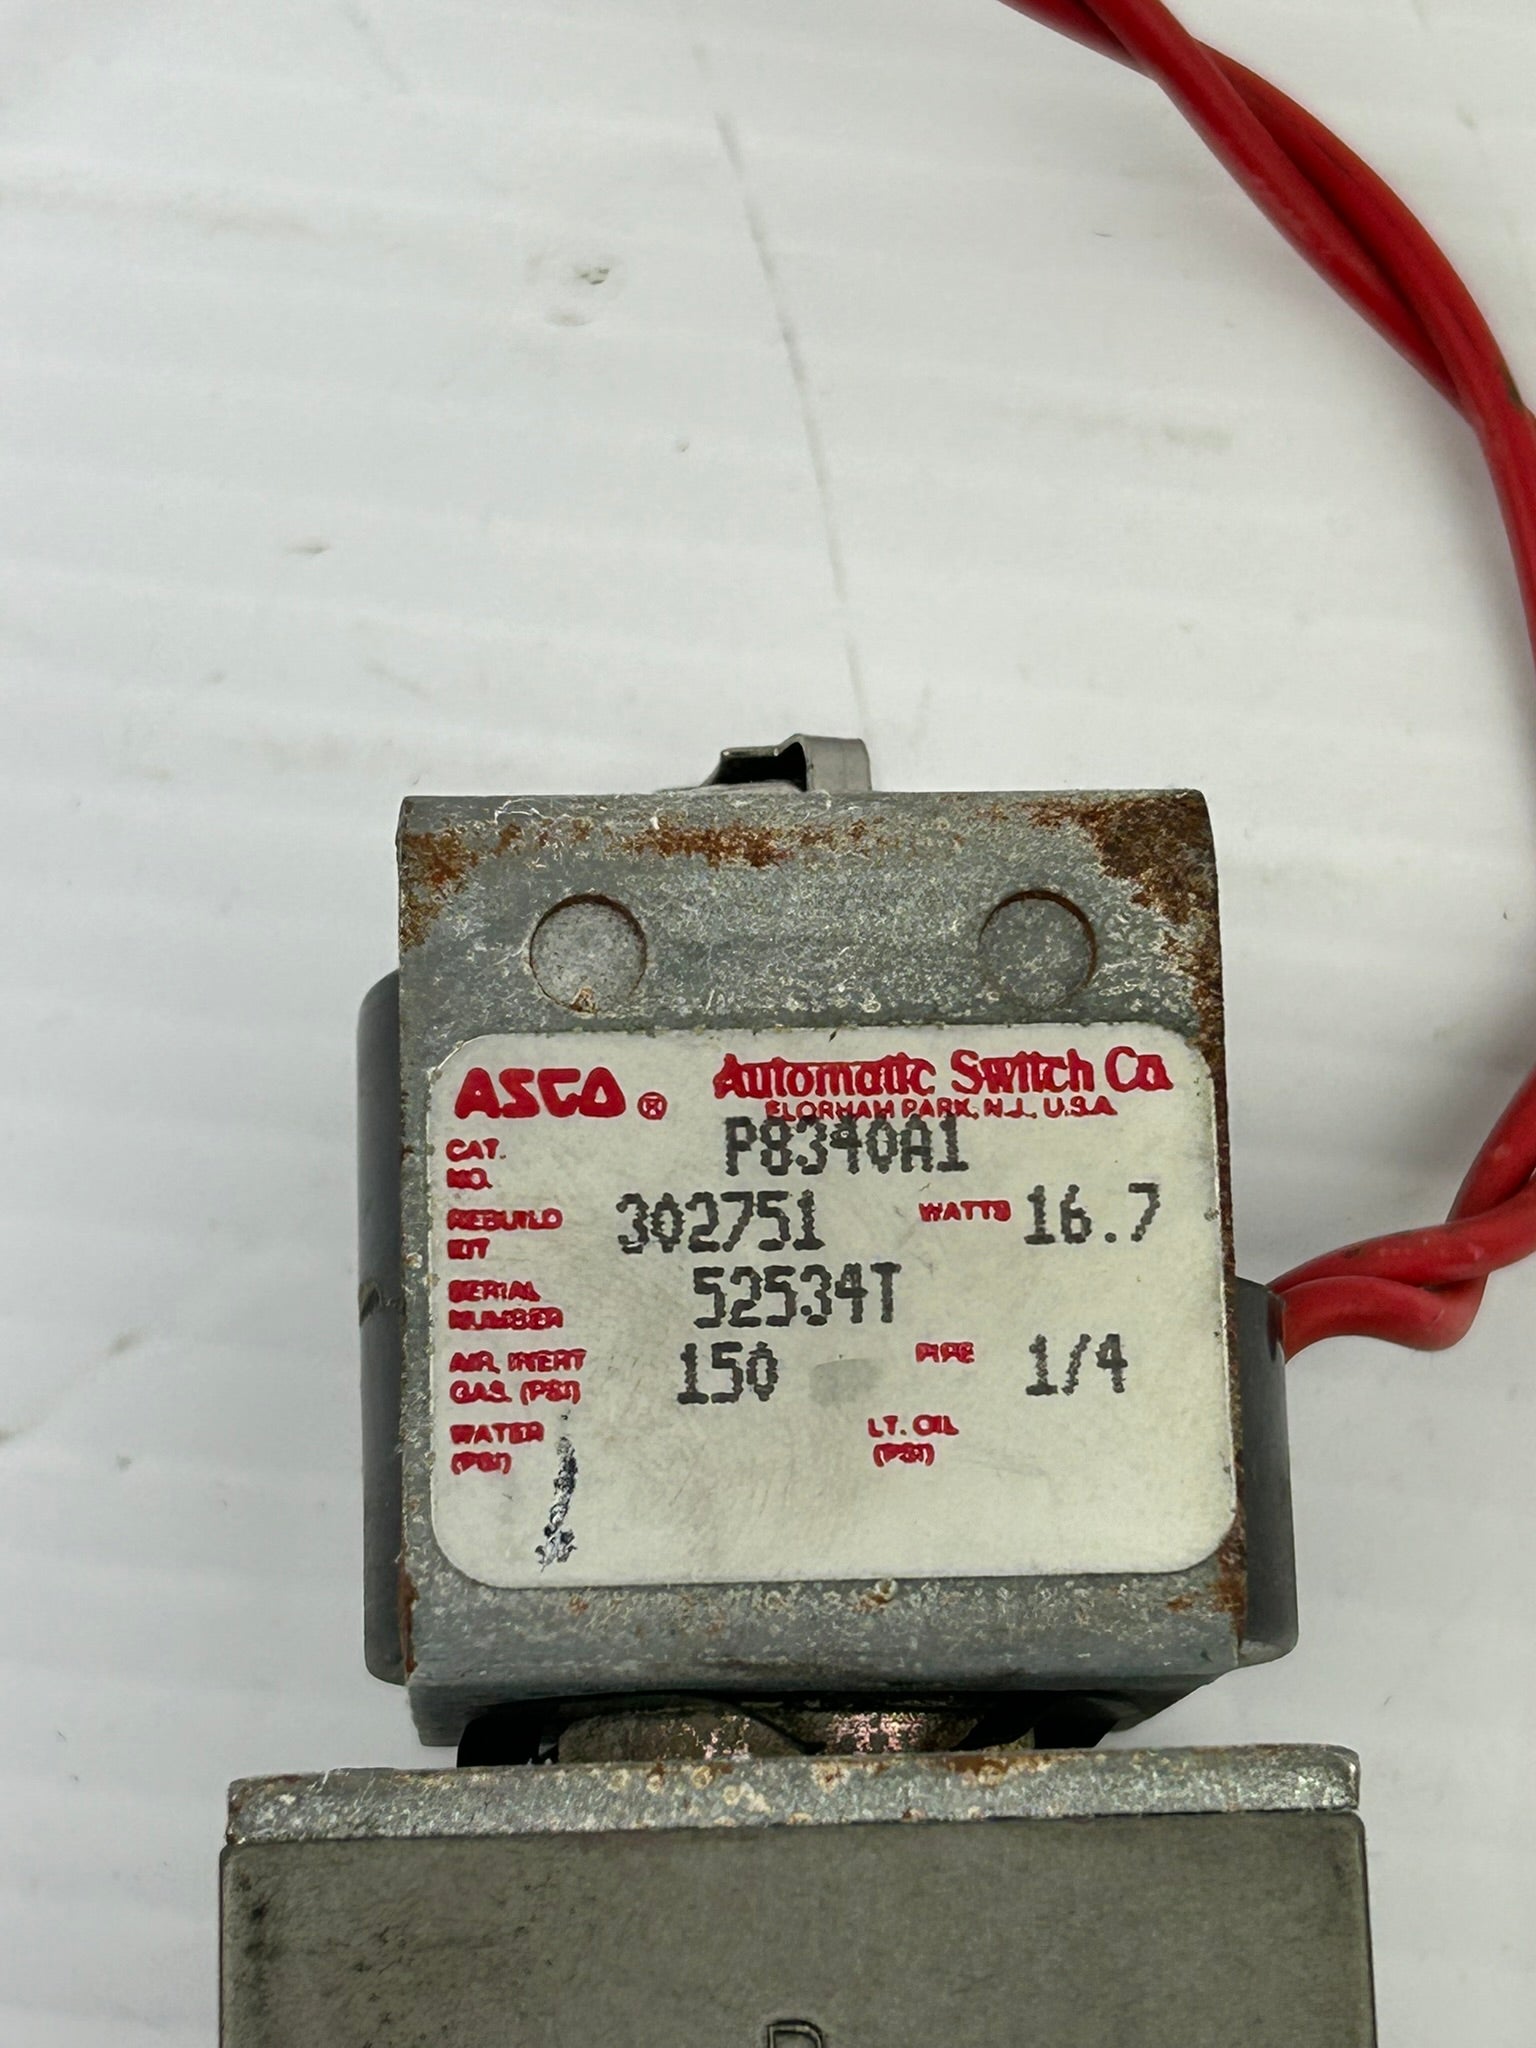 ASCO® Automatic Switch Co.
FLORHAM PARK, N.J., U.S.A.
CAT. NO. P8340A1
REBUILD KIT 302751 WATTS 16.7
SERIAL NUMBER 52534T
AIR, INERT GAS. (PSI) 150 PIPE 1/4
WATER (PSI) LT. OIL (PSI)